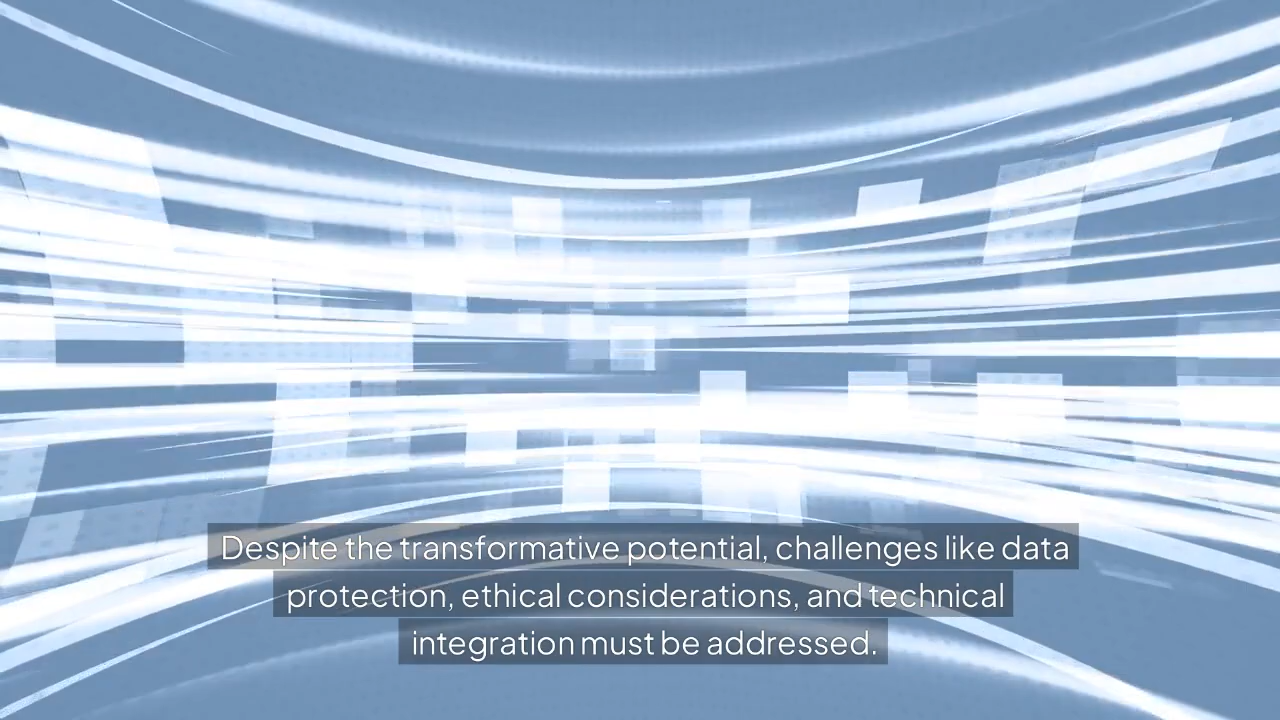 Despite the transformative potential, challenges like data
protection, ethical considerations, and technical
integration must be addressed.